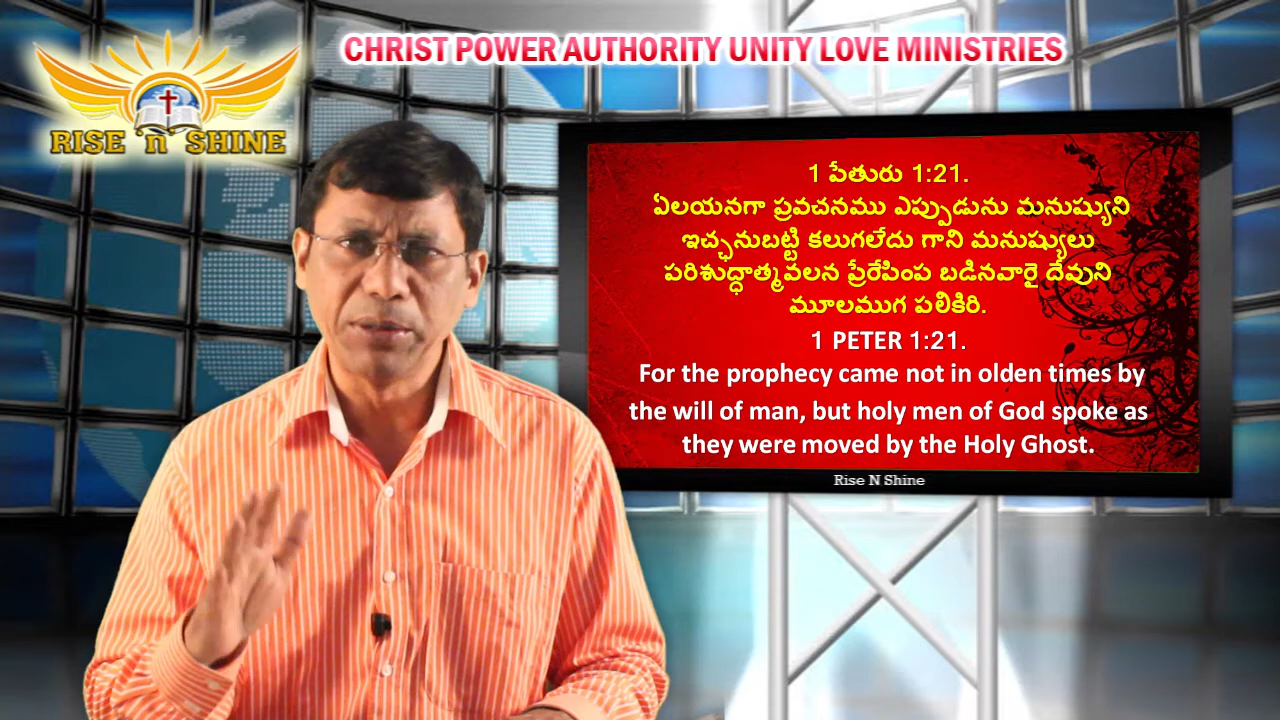 CHRIST POWER AUTHORITY UNITY LOVE MINISTRIES
RISE 'n' SHINE
1 పేతురు 1:21.
ఏలయనగా ప్రవచనము ఎప్పుడును మనుష్యుని
ఇచ్ఛనుబట్టి కలుగలేదు గాని మనుష్యులు
పరిశుద్ధాత్మవలన ప్రేరేపింప బడినవారై దేవుని
మూలముగ పలికిరి.
1 PETER 1:21.
For the prophecy came not in olden times by
the will of man, but holy men of God spoke as
they were moved by the Holy Ghost.
Rise N Shine